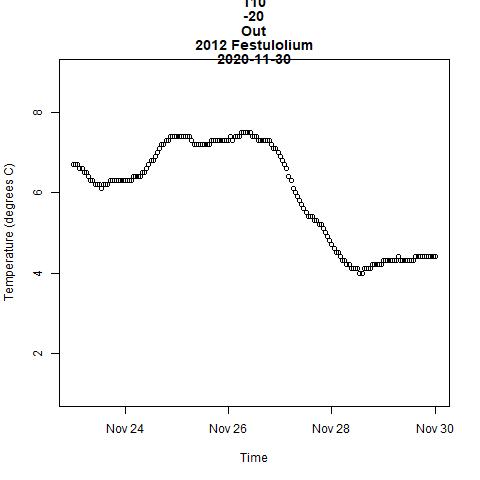 110
-20
Out
2012 Festulolium
2020-11-30
Temperature (degrees C)
8
6
4
2
Nov 24
Nov 26
Nov 28
Nov 30
Time